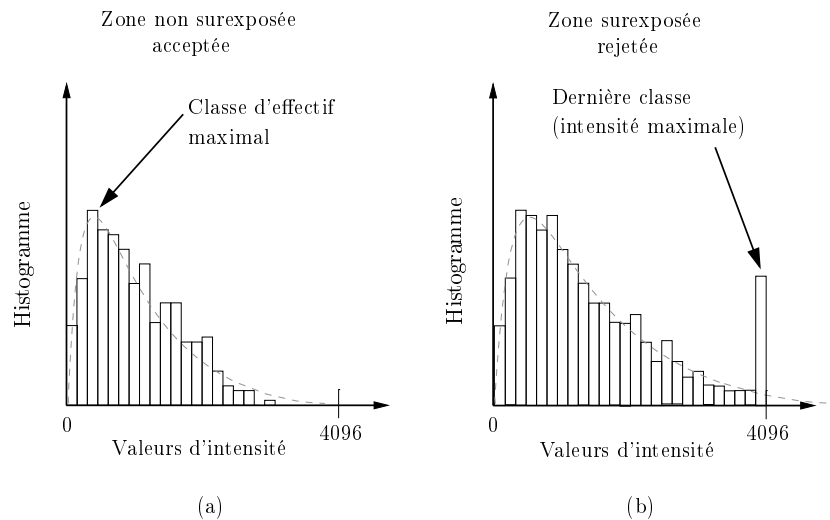 Zone non surexposée
acceptée
Classe d'effectif
maximal
Histogramme
0
4096
Valeurs d'intensité
(a)
Zone surexposée
rejetée
Dernière classe
(intensité maximale)
Histogramme
0
4096
Valeurs d'intensité
(b)